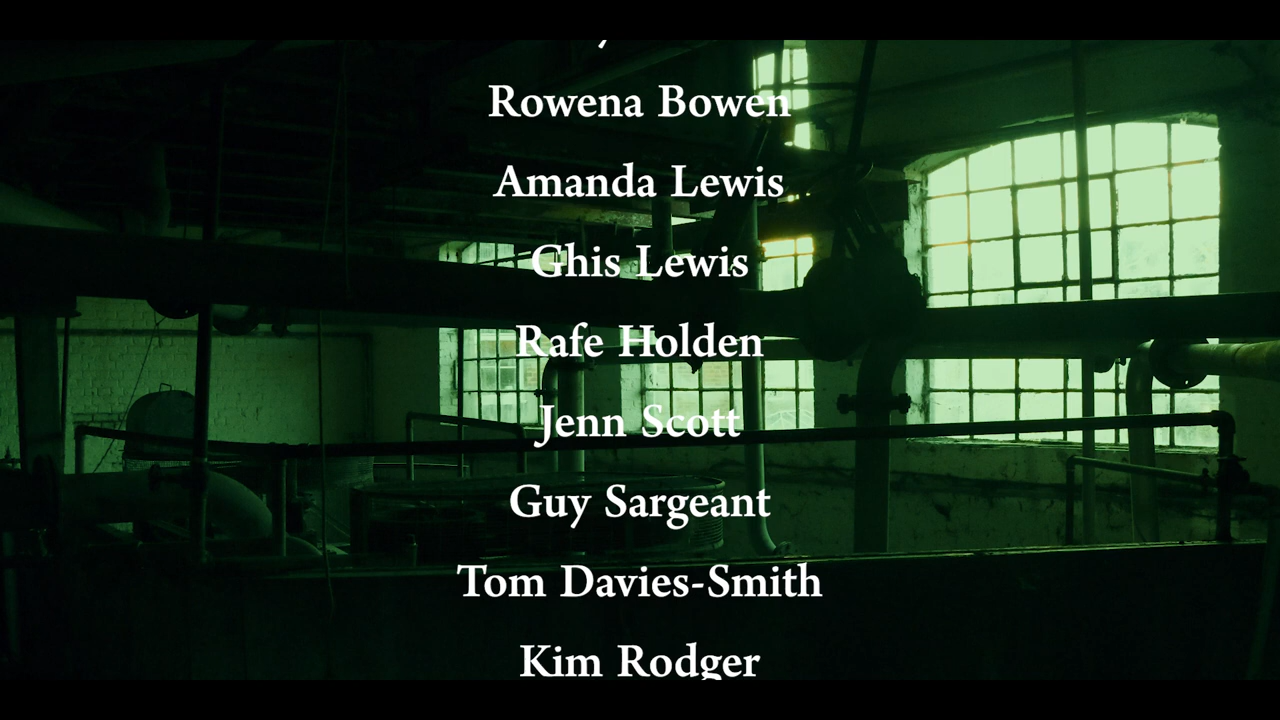 Rowena Bowen
Amanda Lewis
Ghis Lewis
Rafe Holden
Jenn Scott
Guy Sargeant
Tom Davies-Smith
Kim Rodger